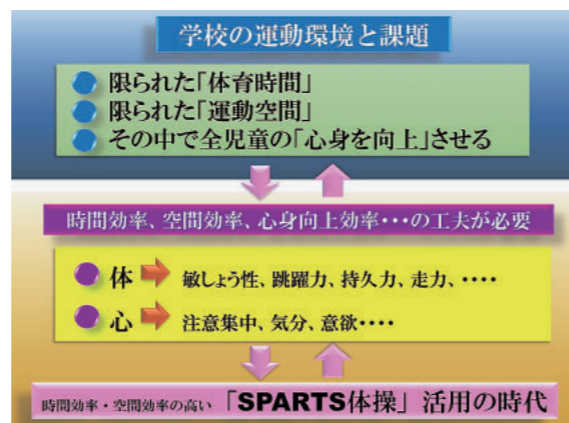 学校の運動環境と課題
限られた「体育時間」
限られた「運動空間」
その中で全児童の「心身を向上」させる
時間効率、空間効率、心身向上効率・・・の工夫が必要
体 敏しょう性、跳躍力、持久力、走力、・・・・
心 注意集中、気分、意欲・・・・
時間効率・空間効率の高い「SPARTS体操」活用の時代